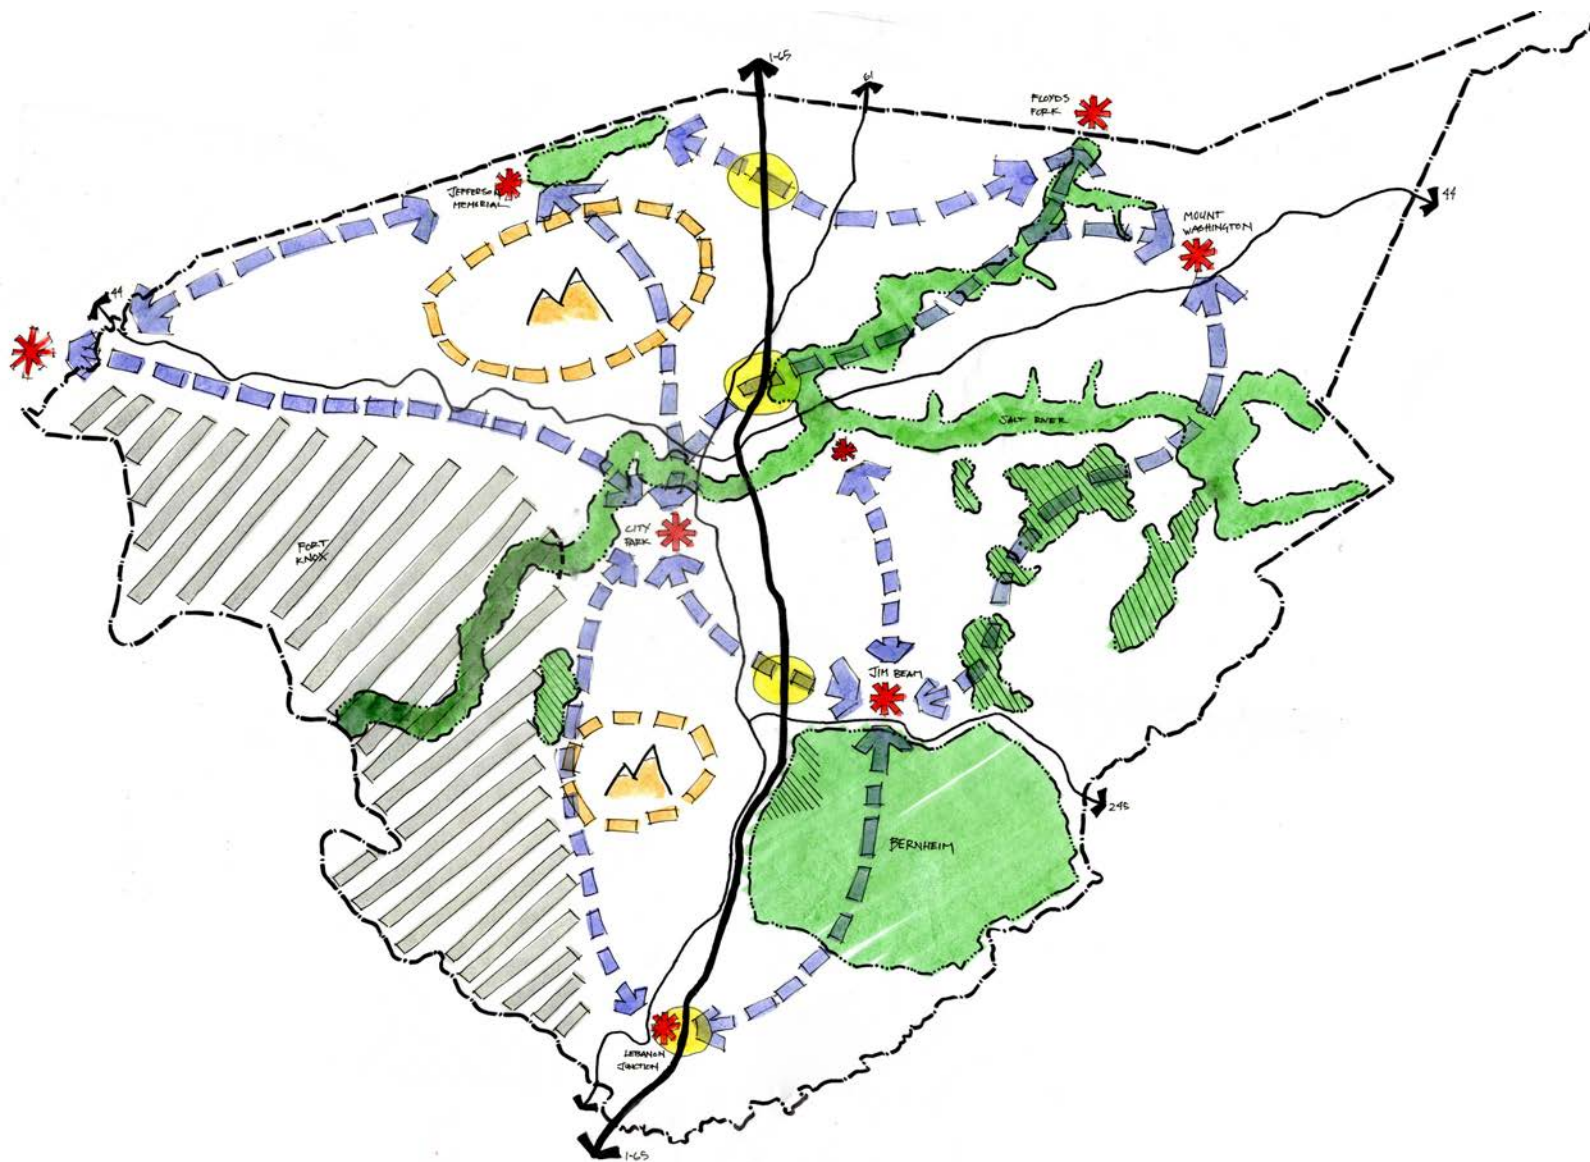 I-65
61
FLOYDS
FORK
JEFFERSON
MEMORIAL
44
MOUNT
WASHINGTON
44
SALT RIVER
CITY
PARK
FORT
KNOX
JIM BEAM
245
BERNHEIM
LEBANON
JUNCTION
I-65